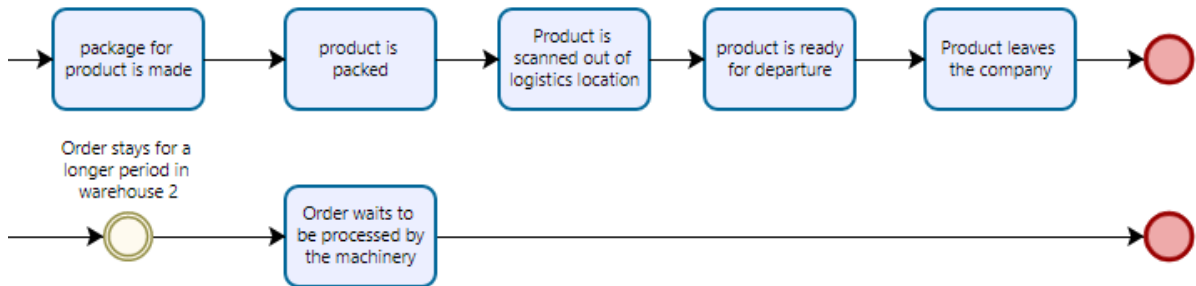 package for
product is made
product is
packed
Product is
scanned out of
logistics location
product is ready
for departure
Product leaves
the company
Order stays for a
longer period in
warehouse 2
Order waits to
be processed by
the machinery